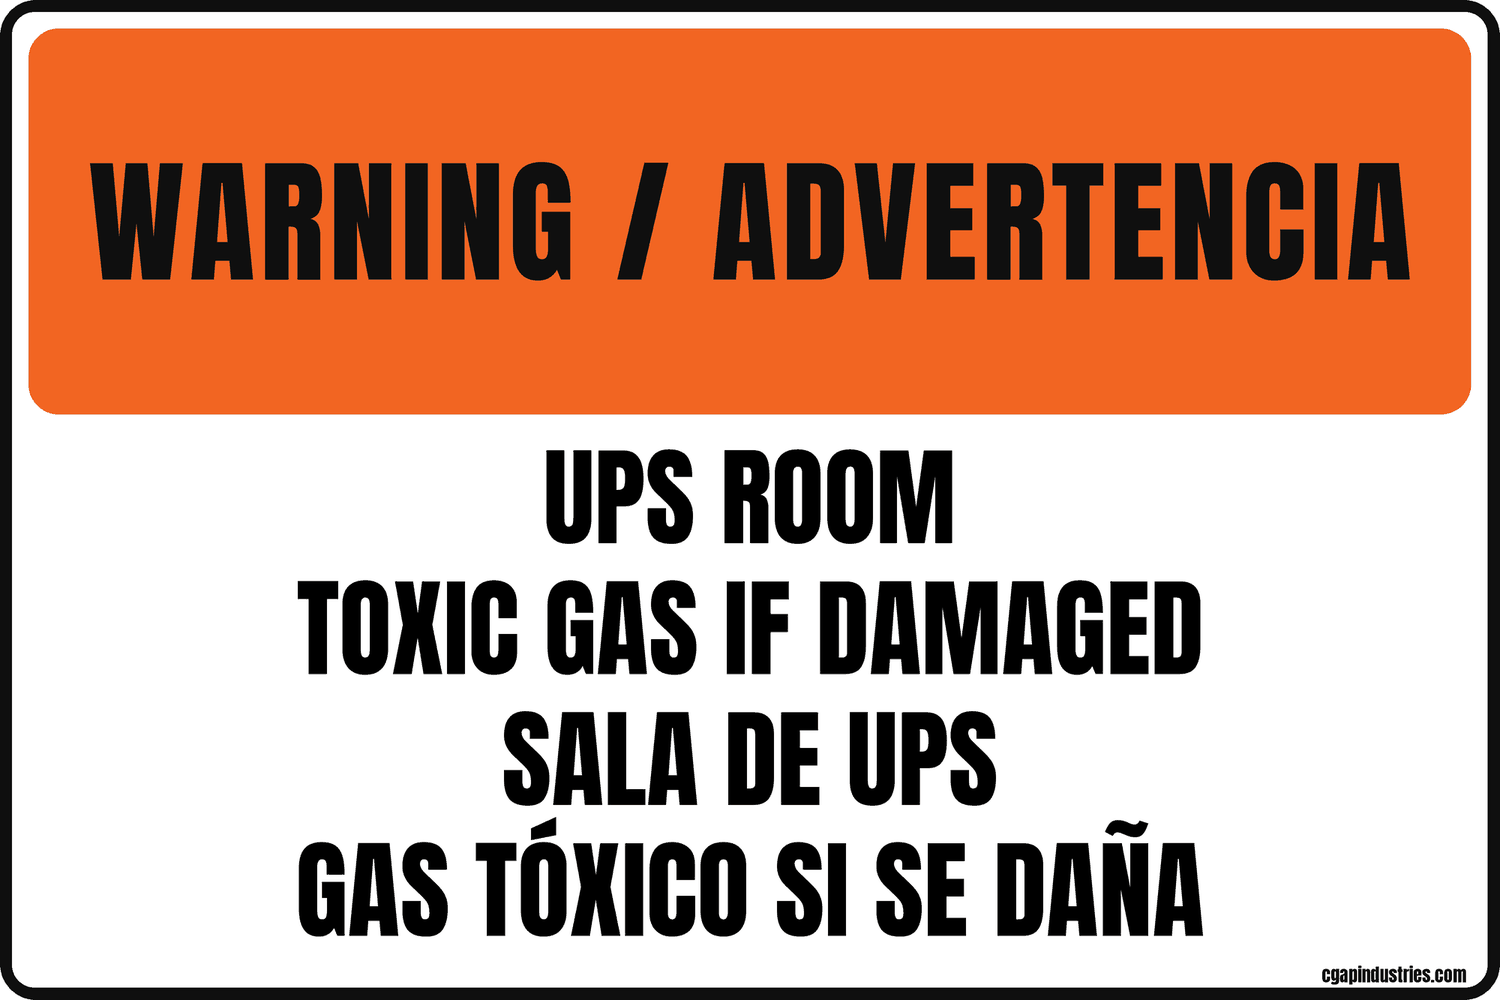 WARNING / ADVERTENCIA
UPS ROOM
TOXIC GAS IF DAMAGED
SALA DE UPS
GAS TÓXICO SI SE DAÑA
cgapindustries.com